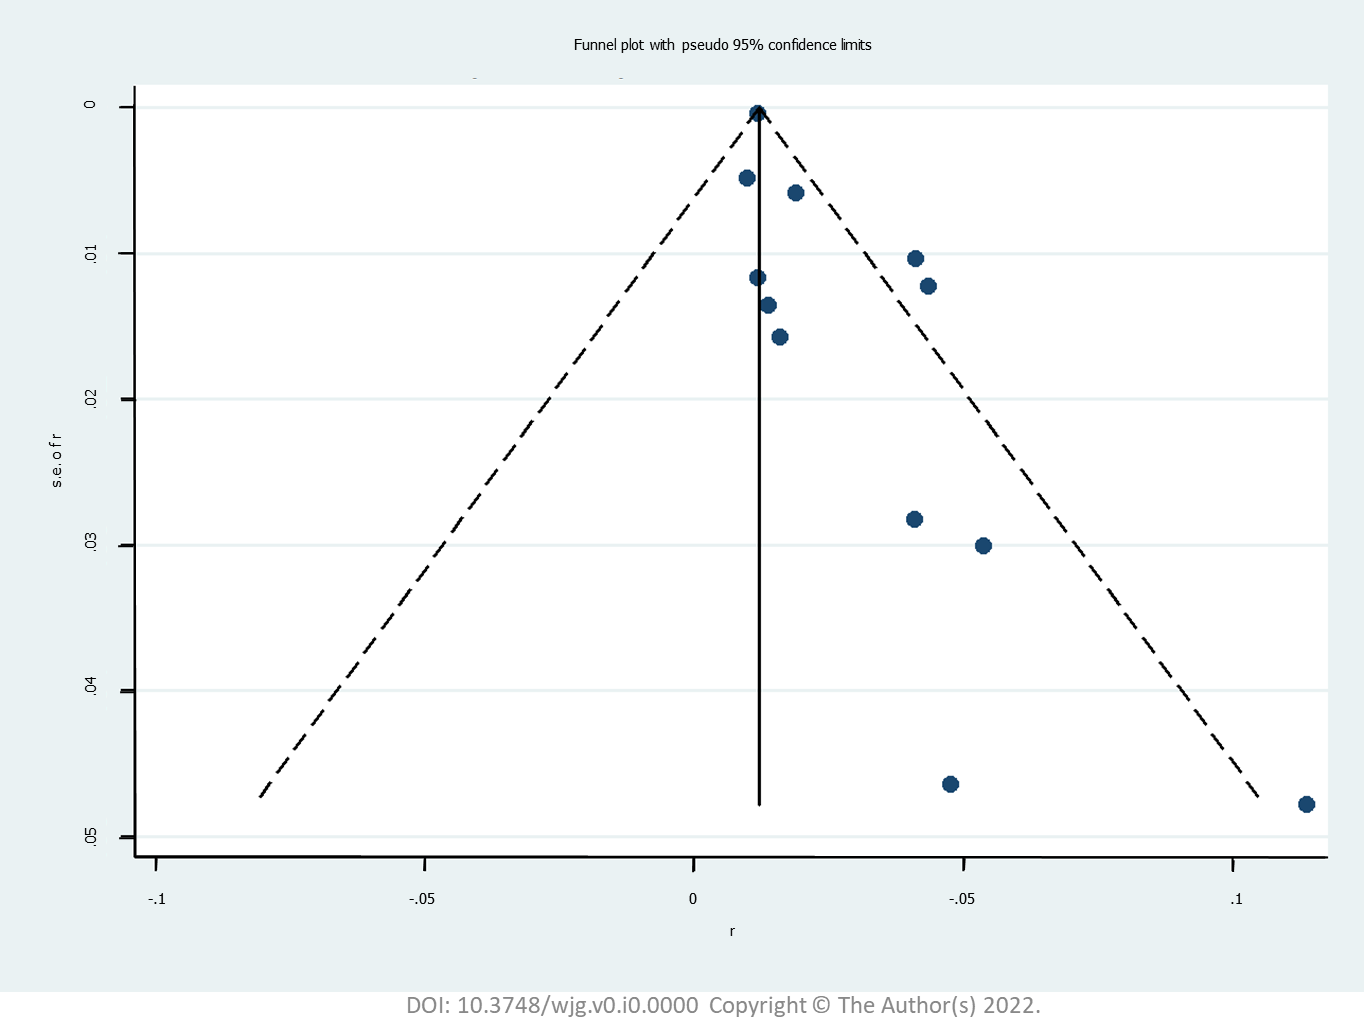 Funnel plot with pseudo 95% confidence limits
0
.01
.02
.03
.04
.05
s.e. o f r
-.1
-.05
0
-.05
.1
r
DOI: 10.3748/wjg.v0.i0.0000 Copyright © The Author(s) 2022.